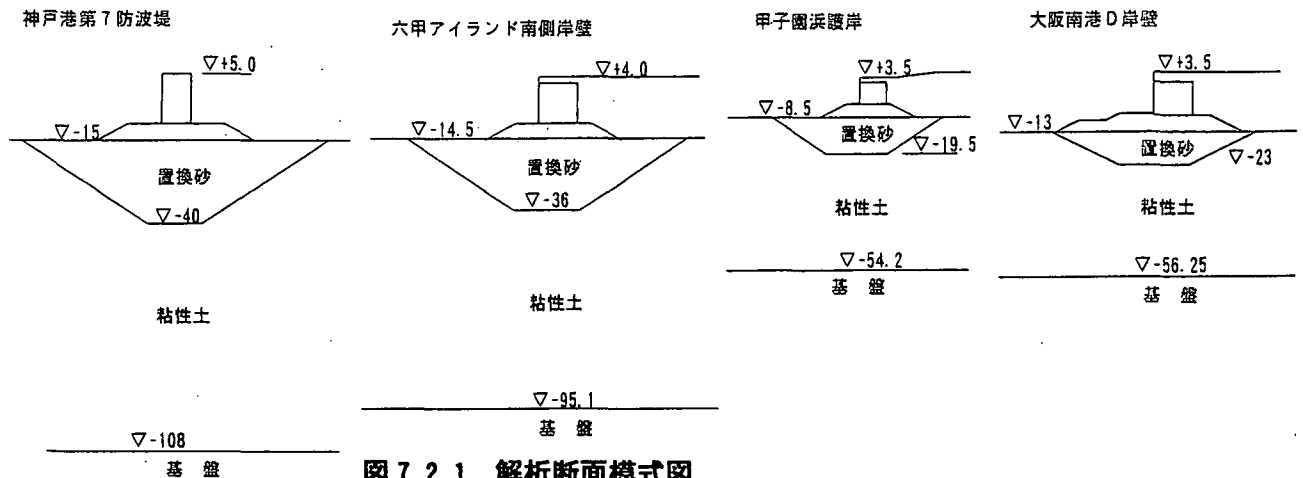 神戸港第7防波堤
▽+5.0
▽-15
置換砂
▽-40
粘性土
▽-108
基 盤
六甲アイランド南側岸壁
▽+4.0
▽-14.5
置換砂
▽-36
粘性土
▽-95.1
基 盤
甲子園浜護岸
▽+3.5
▽-8.5
置換砂
▽-19.5
粘性土
▽-54.2
基 盤
大阪南港D岸壁
▽+3.5
▽-13
置換砂
▽-23
粘性土
▽-56.25
基 盤
図7.2.1 解析断面模式図